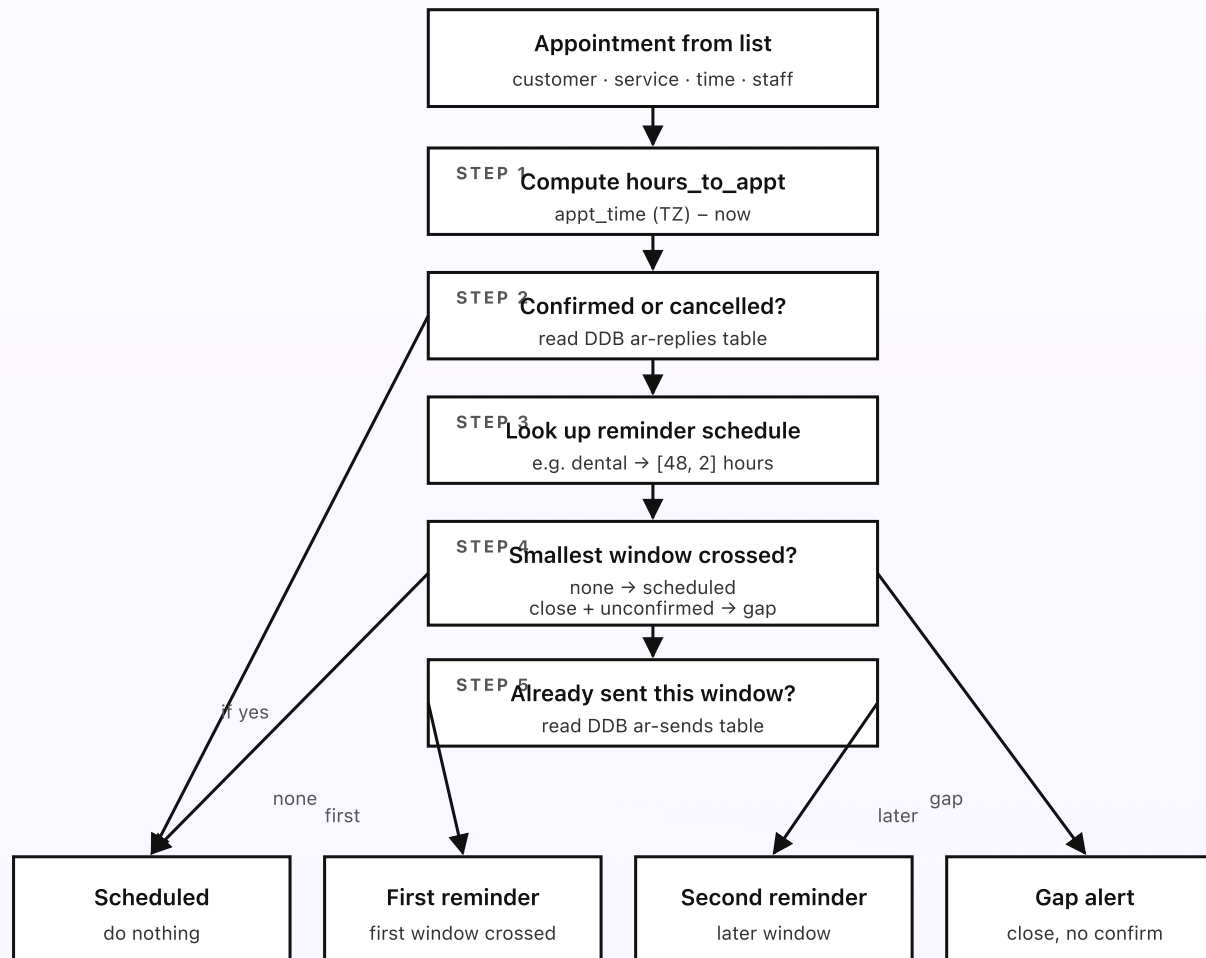 Appointment from list
customer · service · time · staff
STEP 1
Compute hours_to_appt
appt_time (TZ) – now
STEP 2
Confirmed or cancelled?
read DDB ar-replies table
STEP 3
Look up reminder schedule
e.g. dental → [48, 2] hours
STEP 4
Smallest window crossed?
none → scheduled
close + unconfirmed → gap
STEP 5
Already sent this window?
read DDB ar-sends table
if yes
none
first
later
gap
Scheduled
do nothing
First reminder
first window crossed
Second reminder
later window
Gap alert
close, no confirm